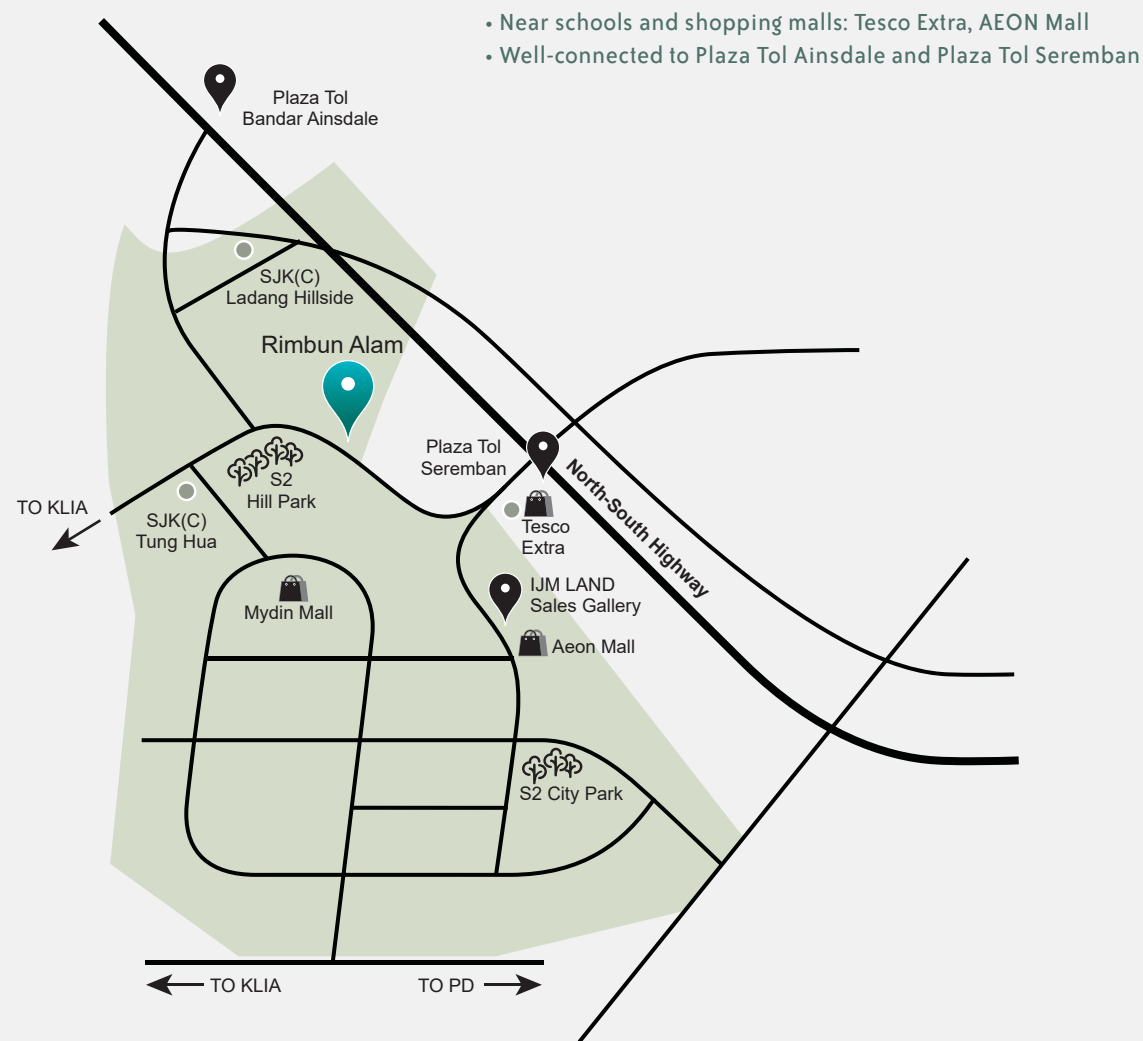 • Near schools and shopping malls: Tesco Extra, AEON Mall
• Well-connected to Plaza Tol Ainsdale and Plaza Tol Seremban
Plaza Tol
Bandar Ainsdale
SJK(C)
Ladang Hillside
Rimbun Alam
Plaza Tol
Seremban
North-South Highway
S2
Hill Park
TO KLIA
SJK(C)
Tung Hua
Tesco
Extra
IJM LAND
Sales Gallery
Mydin Mall
Aeon Mall
S2 City Park
TO KLIA
TO PD